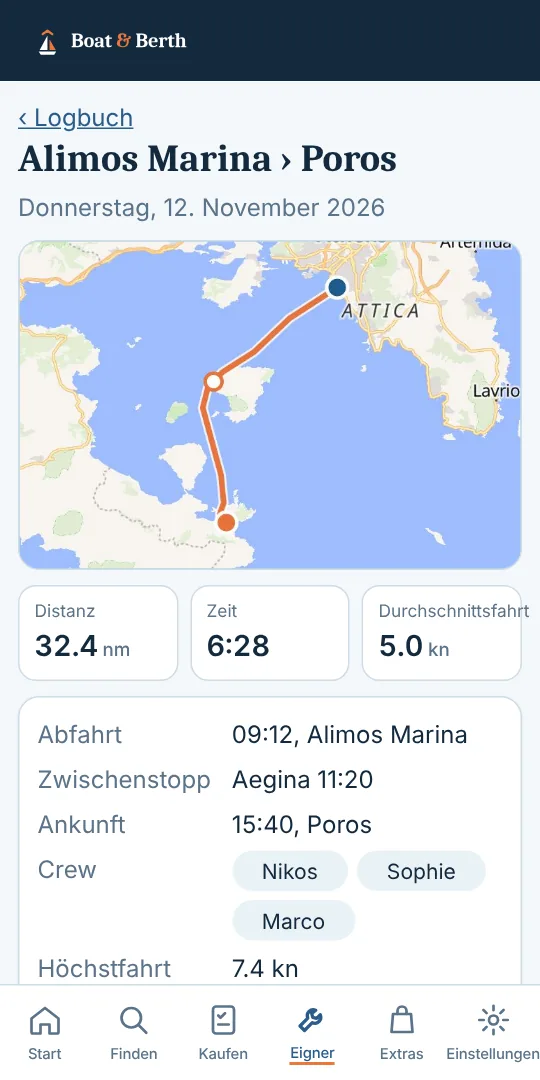 Boat & Berth
‹ Logbuch
Alimos Marina › Poros
Donnerstag, 12. November 2026
Artemida
ATTICA
Lavrio
Distanz
32.4 nm
Zeit
6:28
Durchschnittsfahrt
5.0 kn
Abfahrt 09:12, Alimos Marina
Zwischenstopp Aegina 11:20
Ankunft 15:40, Poros
Crew Nikos Sophie
Marco
Höchstfahrt 7.4 kn
Start Finden Kaufen Eigner Extras Einstellungen